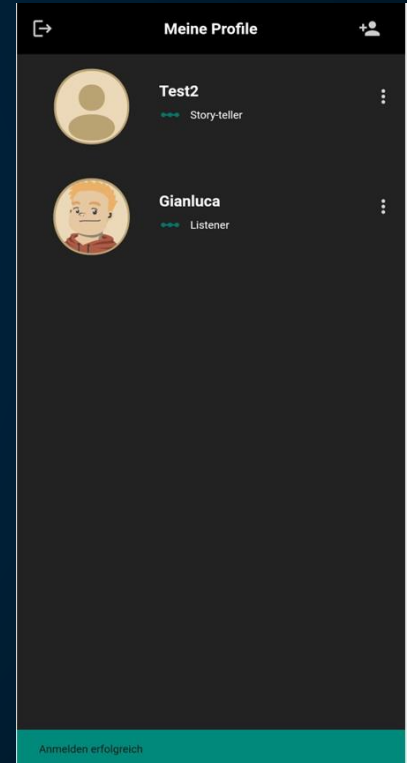 Meine Profile
Test2
Story-teller
Gianluca
Listener
Anmelden erfolgreich